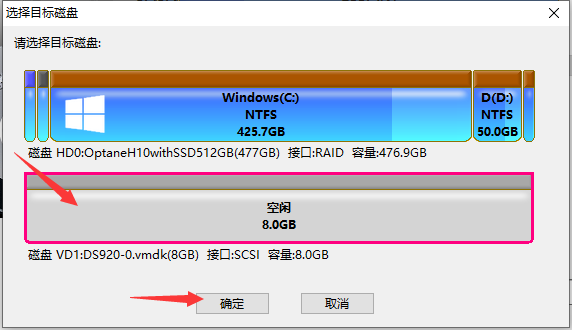 选择目标磁盘
请选择目标磁盘:
Windows(C:)
NTFS
425.7GB
D(D:)
NTFS
50.0GB
磁盘 HD0:OptaneH10withSSD512GB(477GB) 接口:RAID 容量:476.9GB
空闲
8.0GB
磁盘 VD1:DS920-0.vmdk(8GB) 接口:SCSI 容量:8.0GB
确定
取消